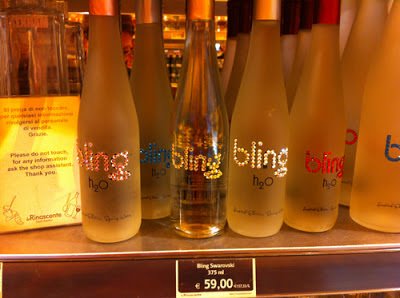 Si prega di non toccare,
per qualsiasi informazione
rivolgersi al personale
di vendita.
Grazie.
Please do not touch,
for any information
ask the shop assistant.
Thank you.
la Rinascente
bling
h2O
bling
h2O
bling
bling
h2O
bling
h2O
bling
Bling Swarovski
375 ml
€ 59,00